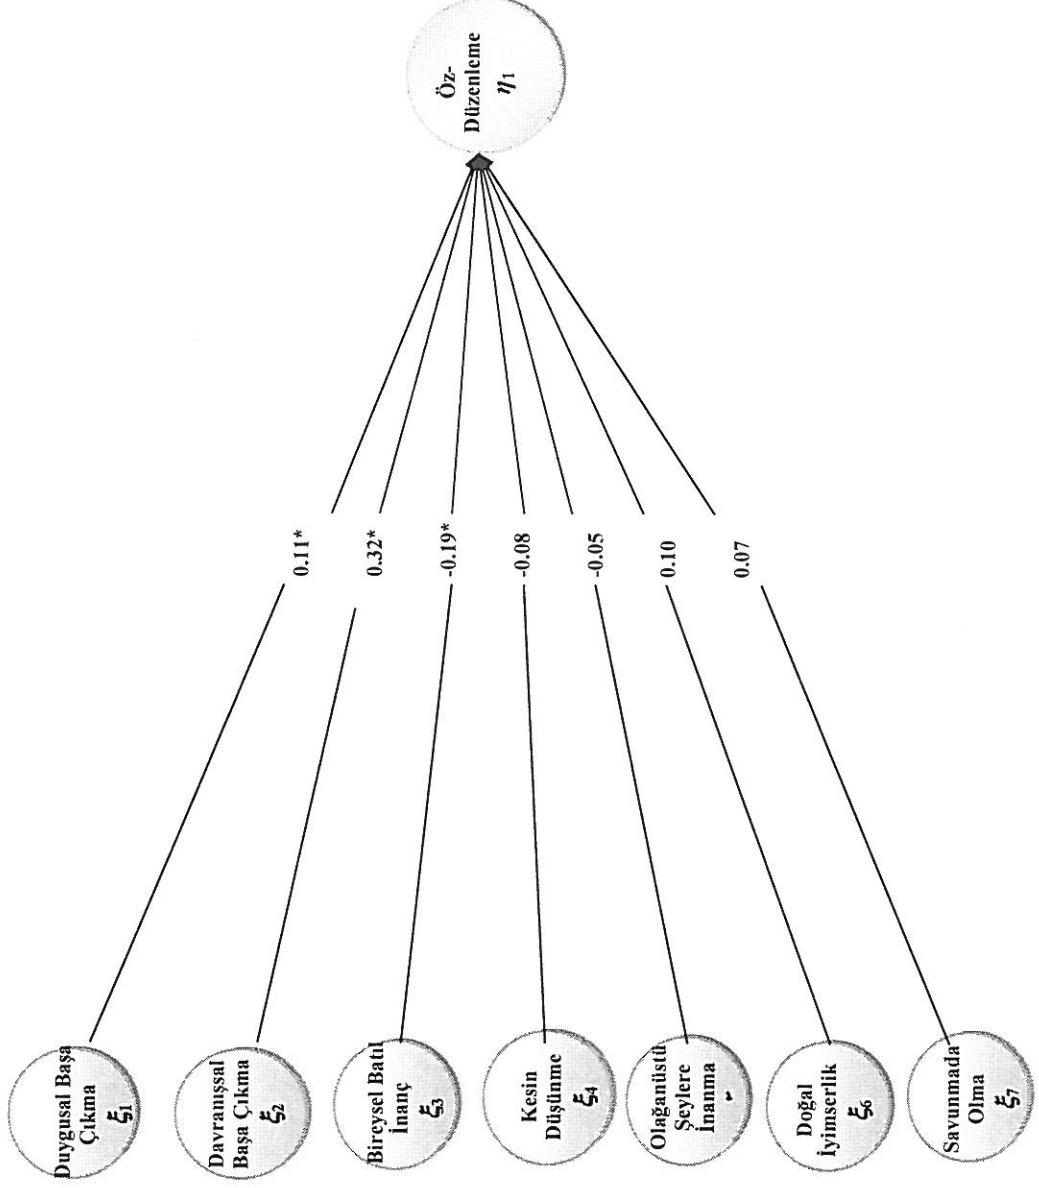 Duygusal Başa
Çıkma
ξ1
Davranışsal
Başa Çıkma
ξ2
Bireysel Batıl
İnanç
ξ3
Kesin
Düşünme
ξ4
Olağanüstü
Şeylere
İnanma
Doğal
İyimserlik
ξ6
Savunmada
Olma
ξ7
0.11*
0.32*
-0.19*
-0.08
-0.05
0.10
0.07
Öz-
Düzenleme
η1